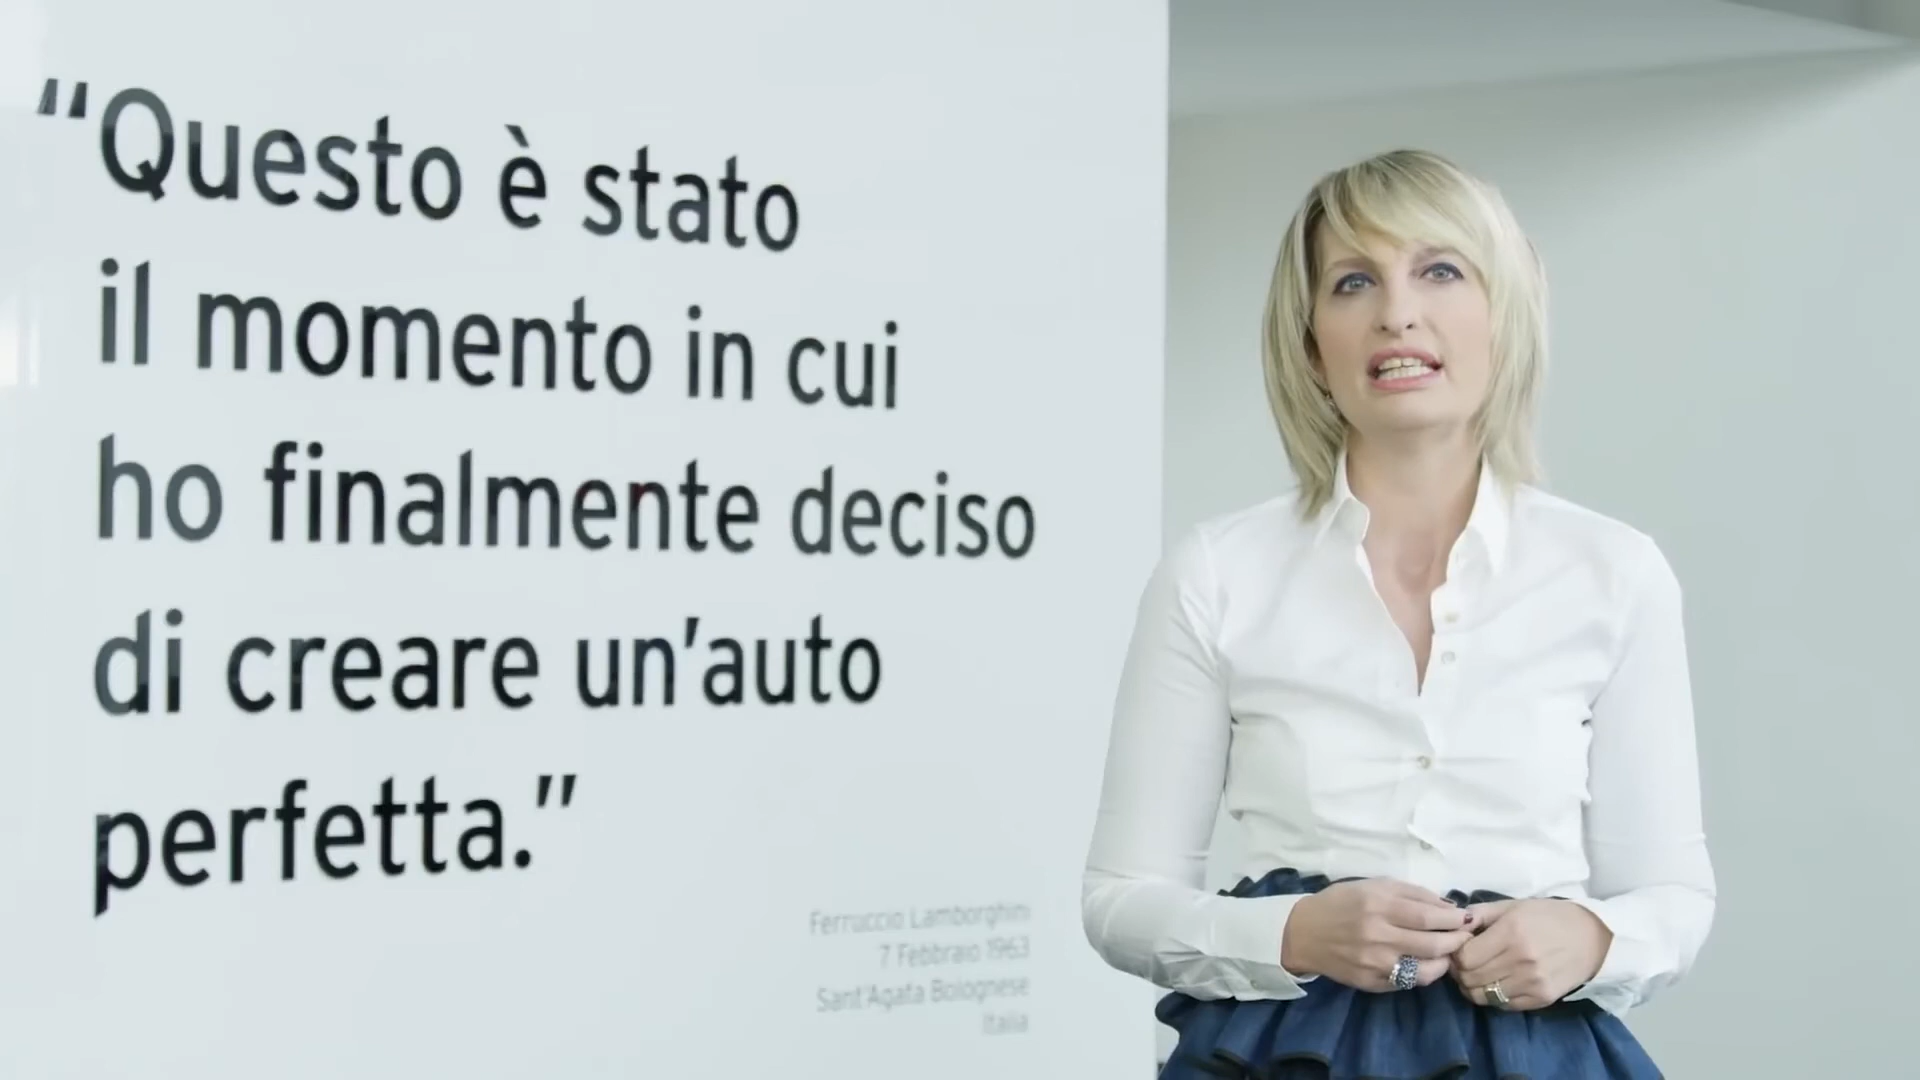 “Questo è stato
il momento in cui
ho finalmente deciso
di creare un’auto
perfetta.”
Ferruccio Lamborghini
7 Febbraio 1963
Sant’Agata Bolognese
Italia